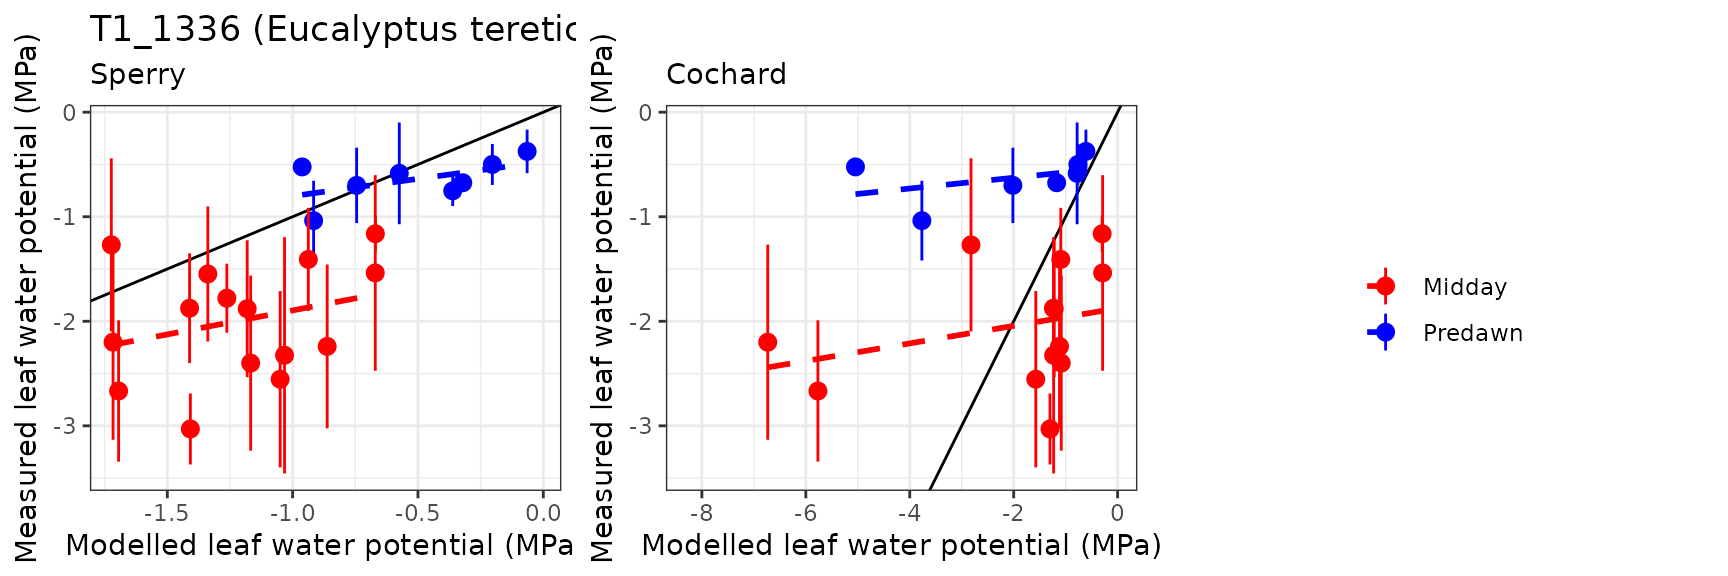 T1_1336 (Eucalyptus teretic
Sperry
Measured leaf water potential (MPa)
0
-1
-2
-3
-1.5
-1.0
-0.5
0.0
Modelled leaf water potential (MPa
Cochard
Measured leaf water potential (MPa)
0
-1
-2
-3
-8
-6
-4
-2
0
Modelled leaf water potential (MPa)
Midday
Predawn